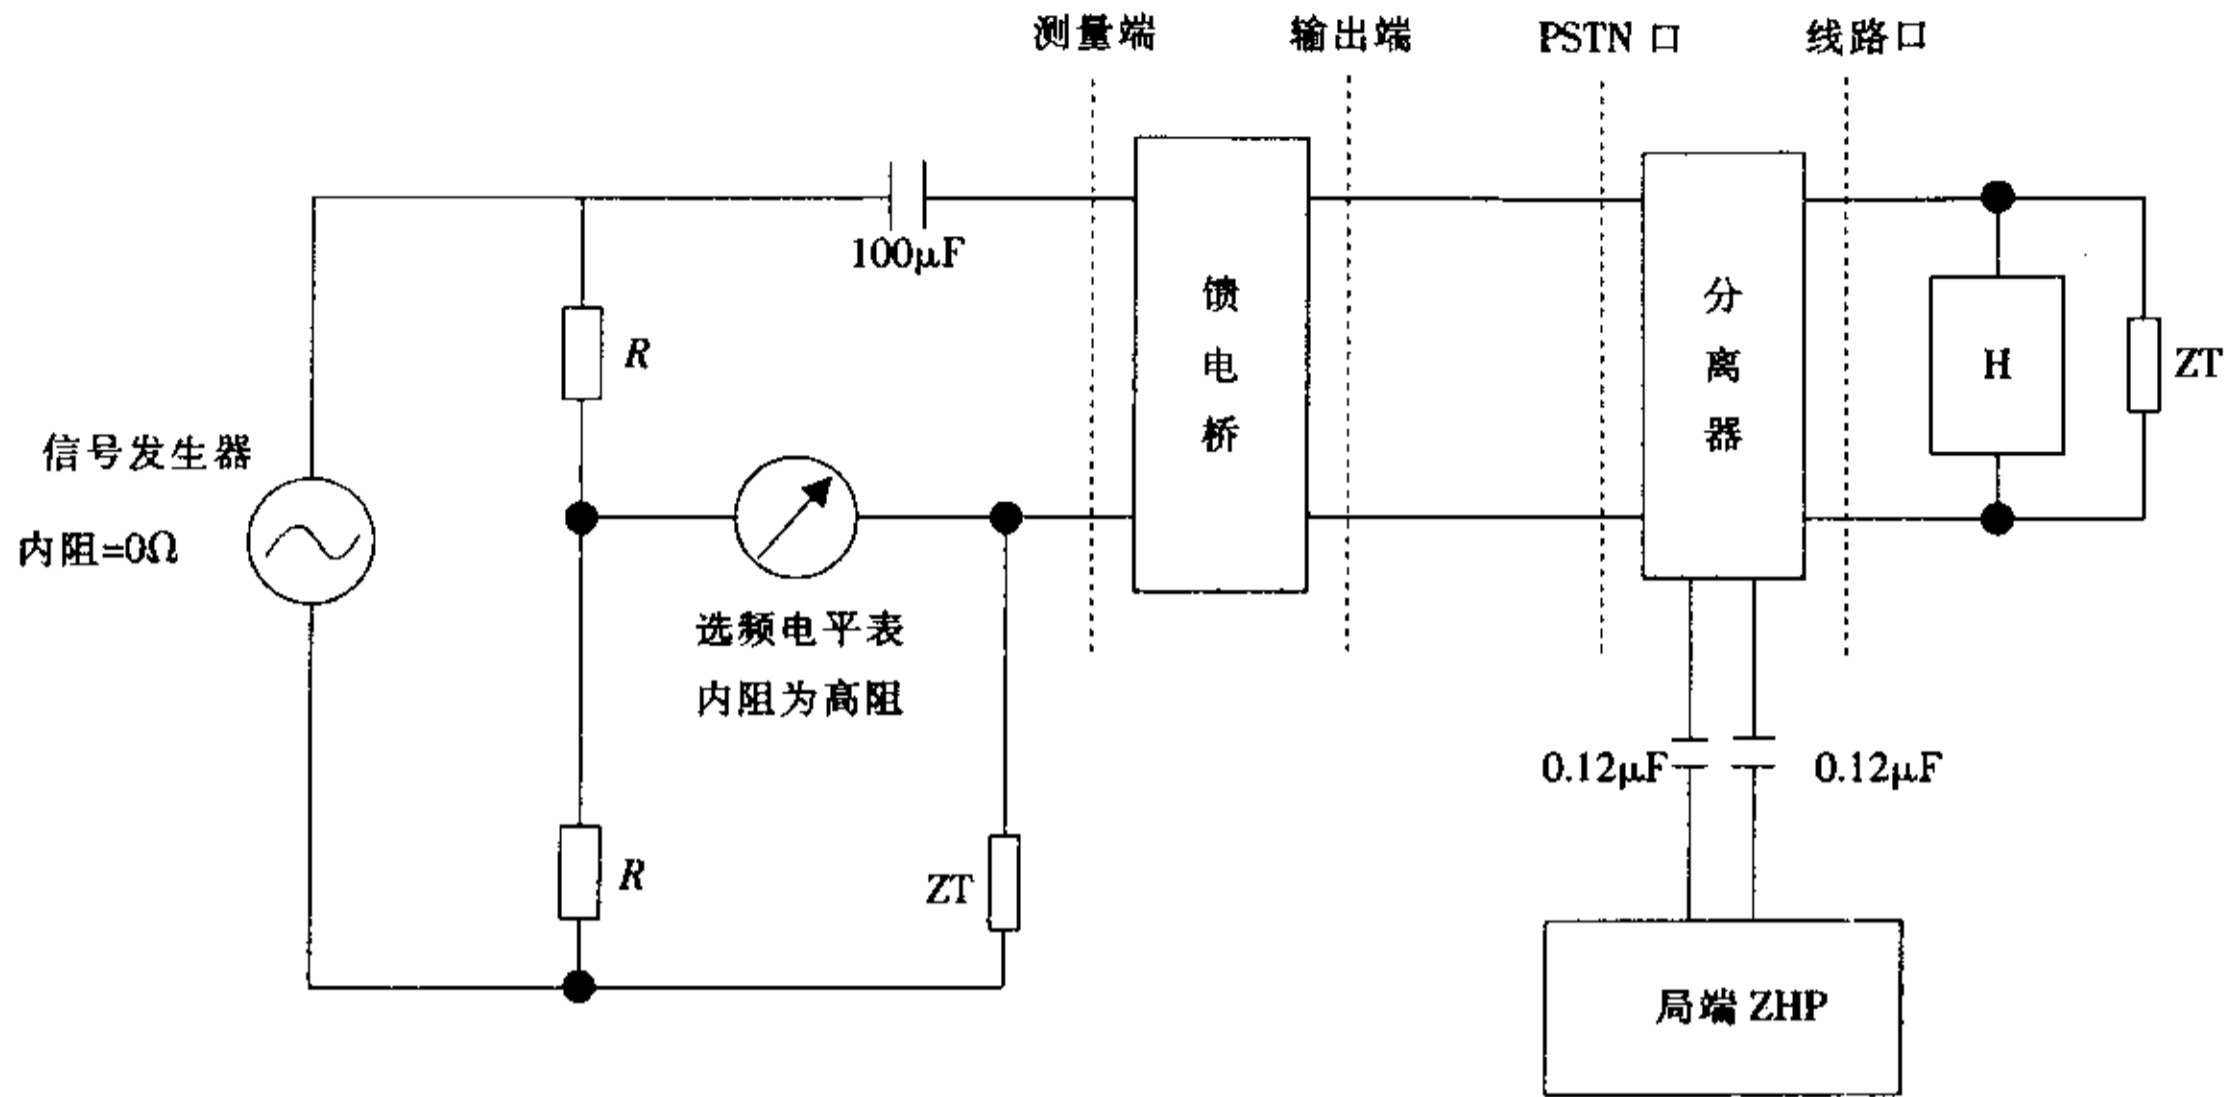 测量端
输出端
PSTN 口
线路口
100μF
馈电桥
分离器
R
H
ZT
信号发生器
内阻=0Ω
选频电平表
内阻为高阻
0.12μF
0.12μF
R
ZT
局端 ZHP